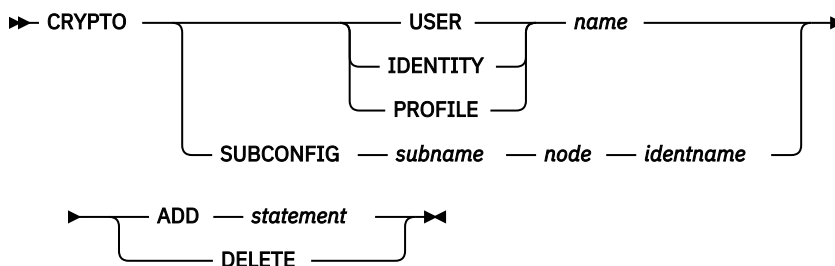 CRYPTO USER name
IDENTITY
PROFILE
SUBCONFIG subname node identname
ADD statement
DELETE